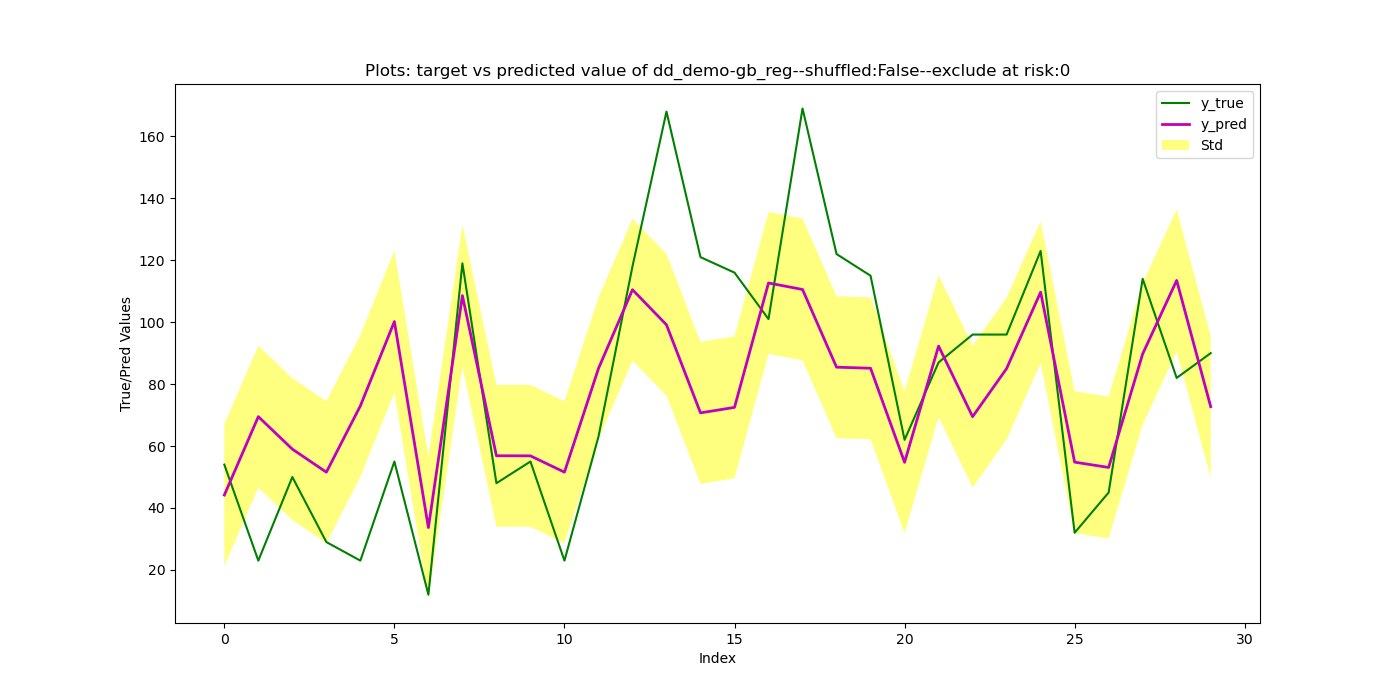 Plots: target vs predicted value of dd_demo-gb_reg--shuffled:False--exclude at risk:0
y_true
y_pred
Std
160
140
120
100
80
60
40
20
True/Pred Values
0 5 10 15 20 25 30
Index